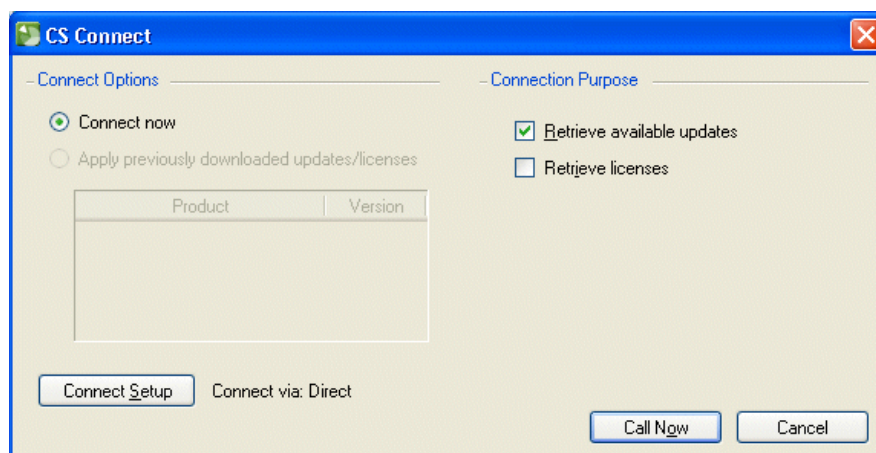 CS Connect
Connect Options
Connect now
Apply previously downloaded updates/licenses
Product Version
Connect Setup Connect via: Direct
Connection Purpose
Retrieve available updates
Retrieve licenses
Call Now Cancel